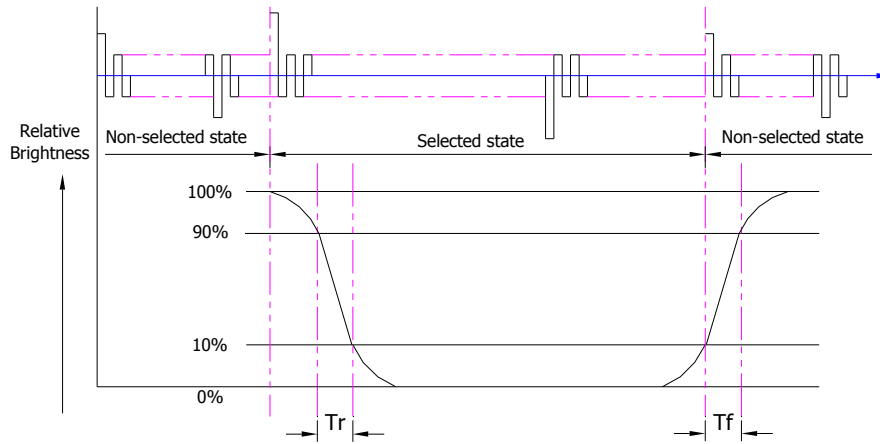 Relative
Brightness
Non-selected state
Selected state
Non-selected state
100%
90%
10%
0%
Tr
Tf